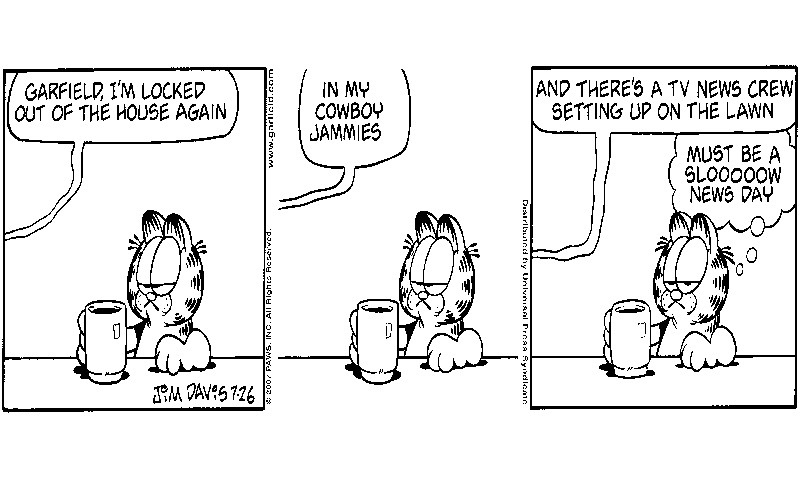 GARFIELD, I'M LOCKED
OUT OF THE HOUSE AGAIN
JIM DAVIS 7·26
www.garfield.com
IN MY
COWBOY
JAMMIES
PAWS, INC. All Rights Reserved.
Distributed by Universal Press Syndicate
AND THERE'S A TV NEWS CREW
SETTING UP ON THE LAWN
MUST BE A
SLOOOOOW
NEWS DAY